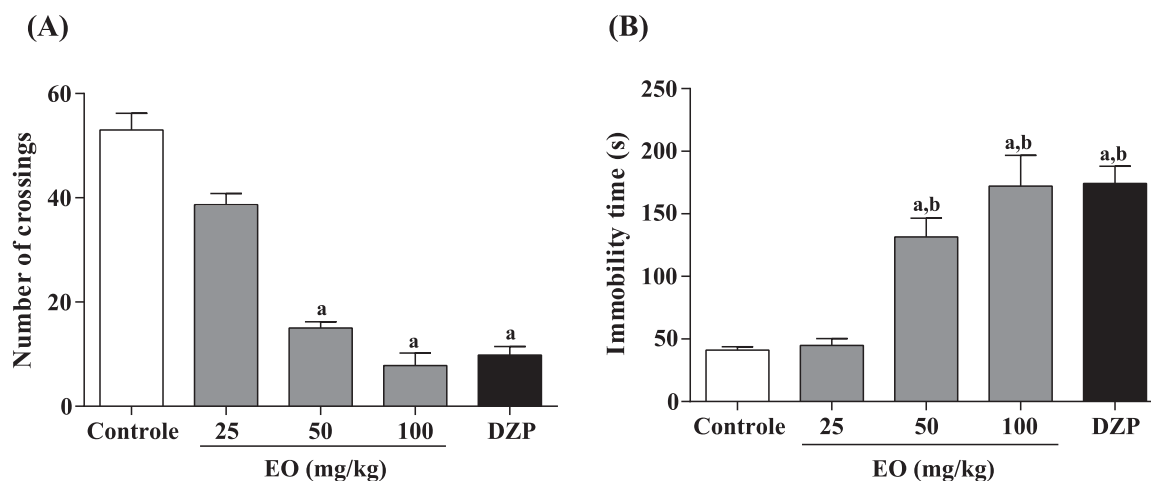 (A)
Number of crossings
60
40
20
0
a
a
a
Controle 25 50 100 DZP
EO (mg/kg)
(B)
Immobility time (s)
250
200
150
100
50
0
a,b
a,b
a,b
Controle 25 50 100 DZP
EO (mg/kg)